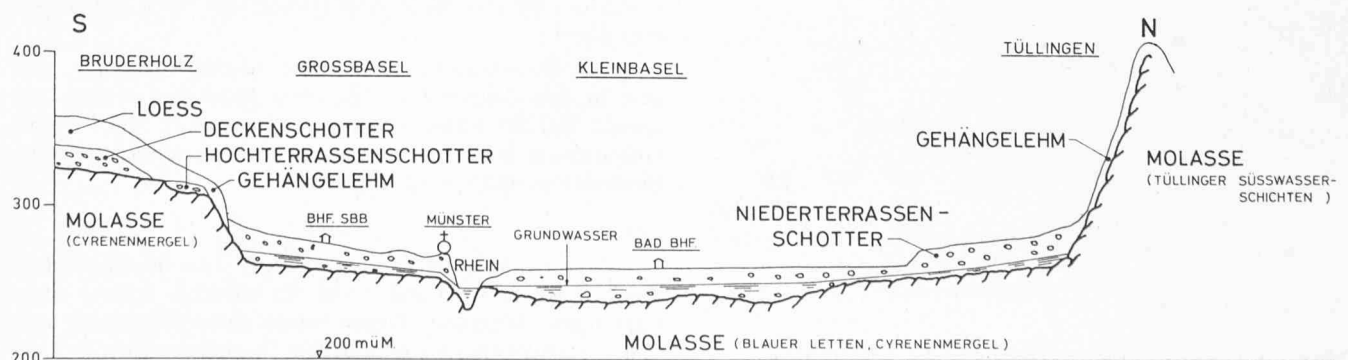 S
N
400
BRUDERHOLZ
GROSSBASEL
KLEINBASEL
TÜLLINGEN
LOESS
DECKENSCHOTTER
HOCHTERRASSENSCHOTTER
GEHÄNGELEHM
GEHÄNGELEHM
MOLASSE
(TÜLLINGER SÜSSWASSER-
SCHICHTEN)
300
MOLASSE
(CYRENENMERGEL)
BHF. SBB
MÜNSTER
RHEIN
GRUNDWASSER
BAD BHF.
NIEDERTERRASSEN-
SCHOTTER
200
200 m ü M.
MOLASSE (BLAUER LETTEN, CYRENENMERGEL)